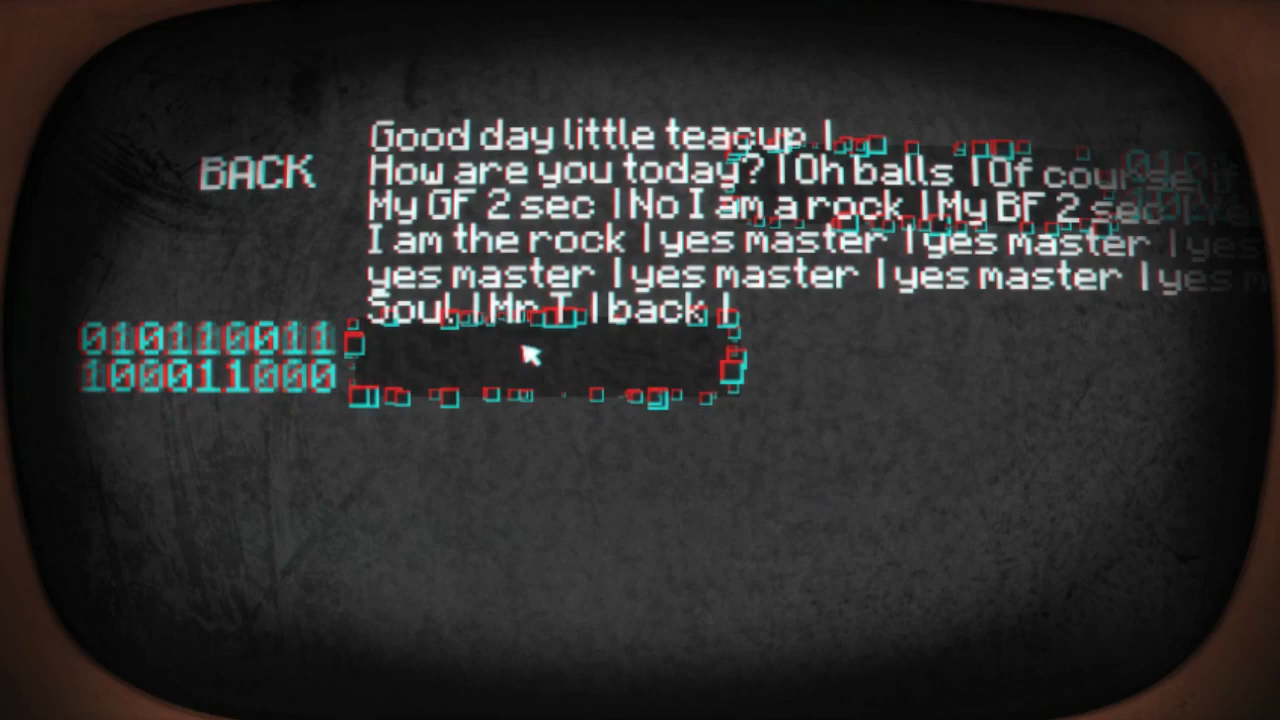 Good day little teacup |
BACK
How are you today? | Oh balls | Of course
My GF 2 sec | No I am a rock | My BF 2 sec
I am the rock | yes master | yes master | yes
yes master | yes master | yes master | yes m
Soul | Mr T | back |
010110011
100011000